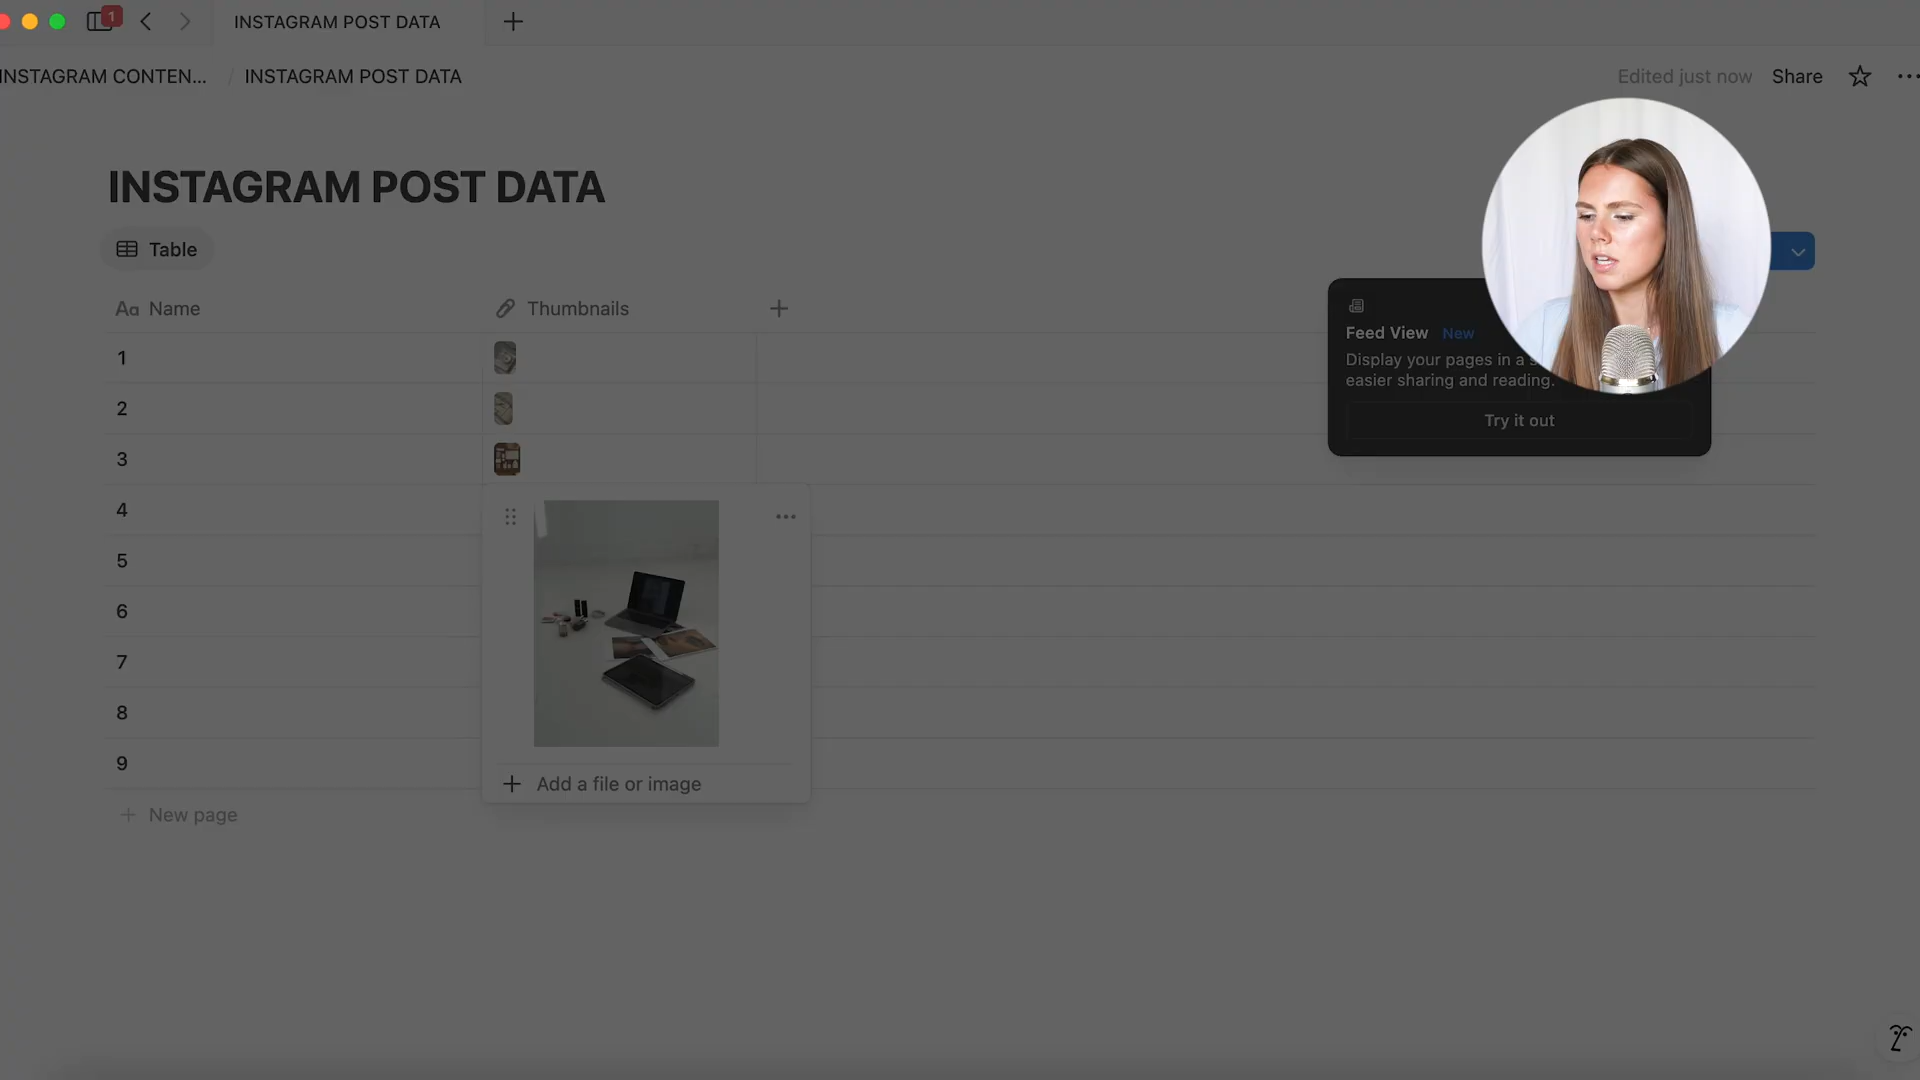 1
INSTAGRAM POST DATA
INSTAGRAM CONTEN... / INSTAGRAM POST DATA
Edited just now
Share
INSTAGRAM POST DATA
Table
Aa Name
Thumbnails
1
2
3
4
5
6
7
8
9
Feed View New
Display your pages in a
easier sharing and reading.
Try it out
Add a file or image
New page